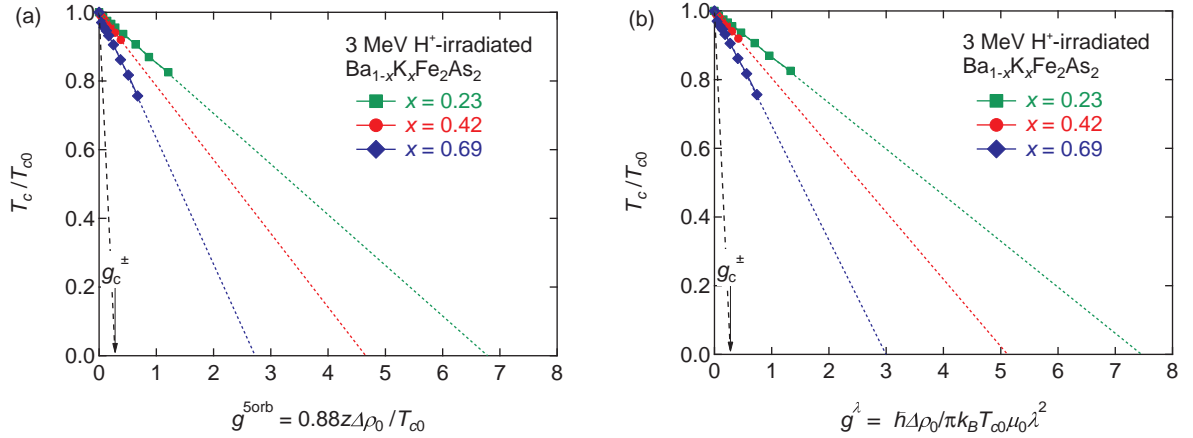 (a)
3 MeV H⁺-irradiated
Ba₁₋ₓKₓFe₂As₂
x = 0.23
x = 0.42
x = 0.69
1.0
0.8
0.6
0.4
0.2
0.0
T_c/T_c0
g_c^±
0 1 2 3 4 5 6 7 8
g^5orb = 0.88zΔρ₀/T_c0
(b)
3 MeV H⁺-irradiated
Ba₁₋ₓKₓFe₂As₂
x = 0.23
x = 0.42
x = 0.69
1.0
0.8
0.6
0.4
0.2
0.0
T_c/T_c0
g_c^±
0 1 2 3 4 5 6 7 8
g^λ = ℏΔρ₀/πk_BT_c0μ₀λ²